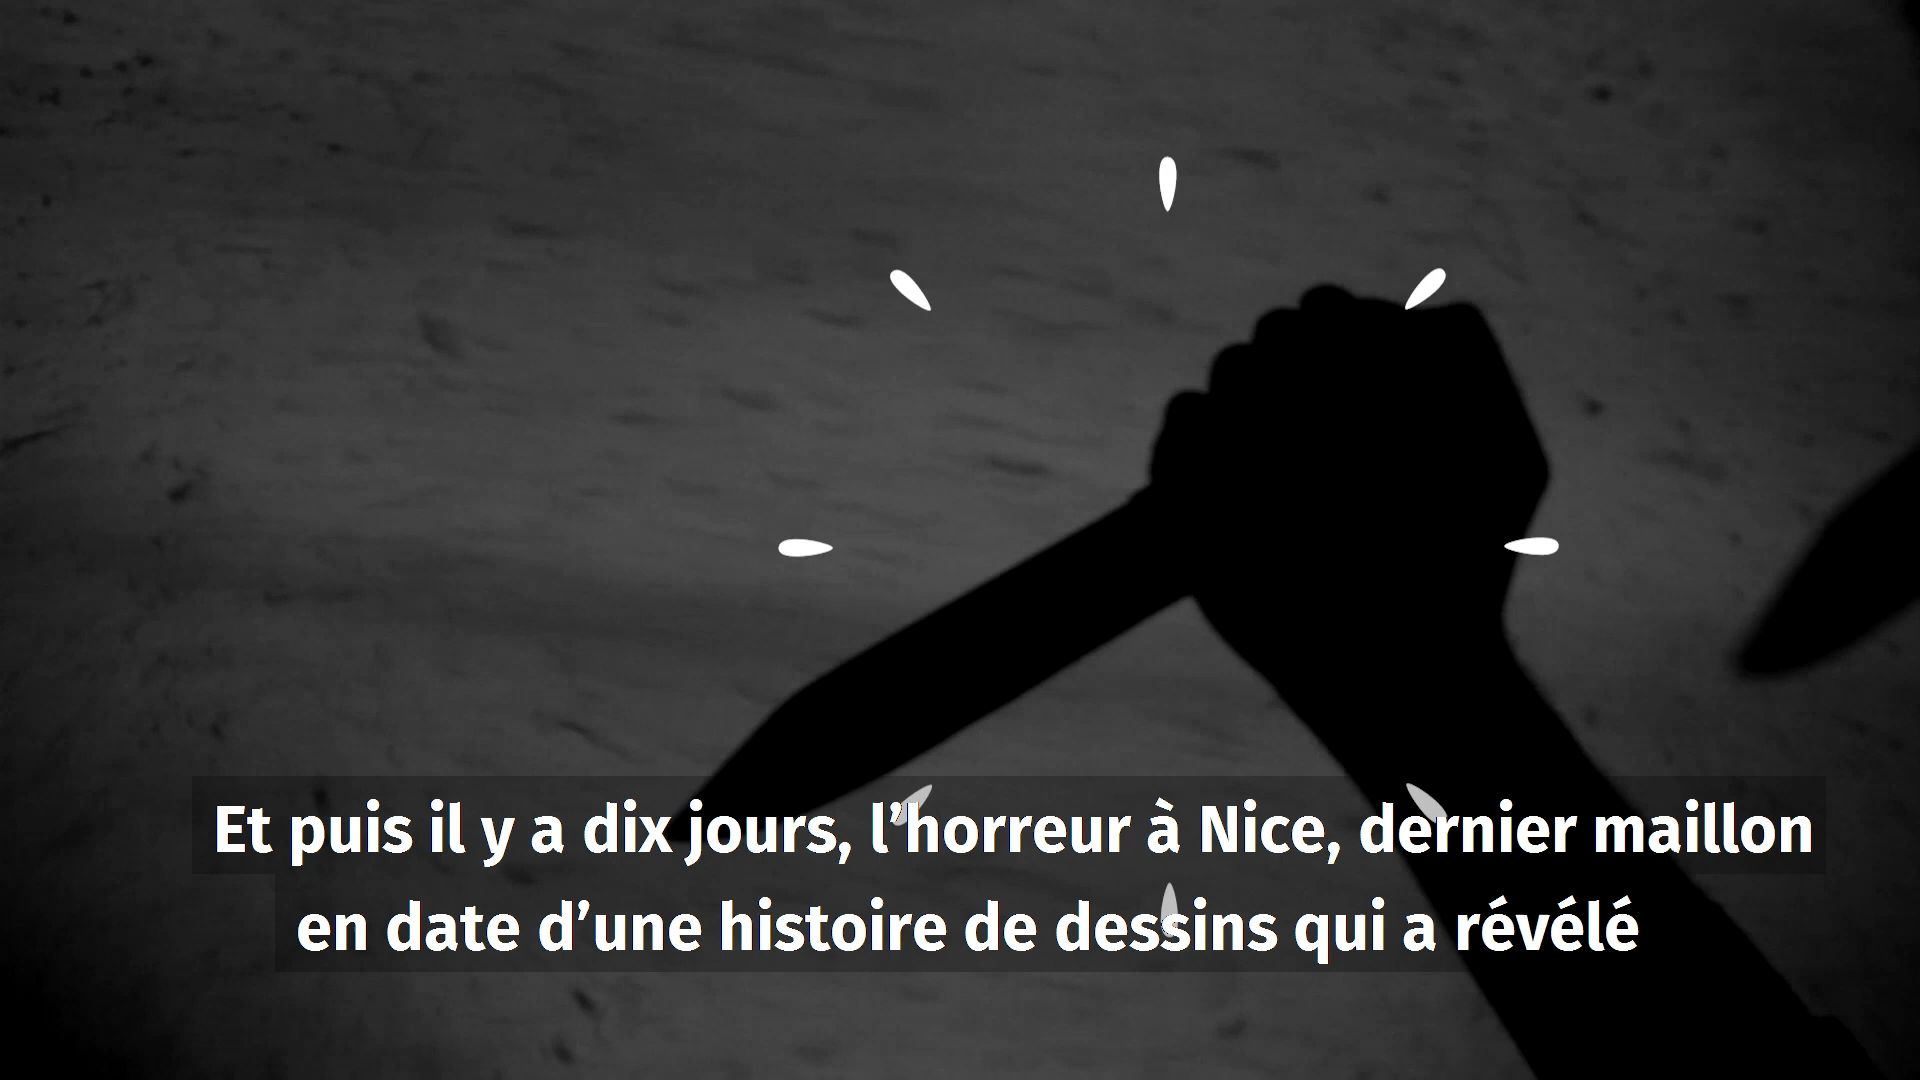 Et puis il y a dix jours, l’horreur à Nice, dernier maillon
en date d’une histoire de dessins qui a révélé